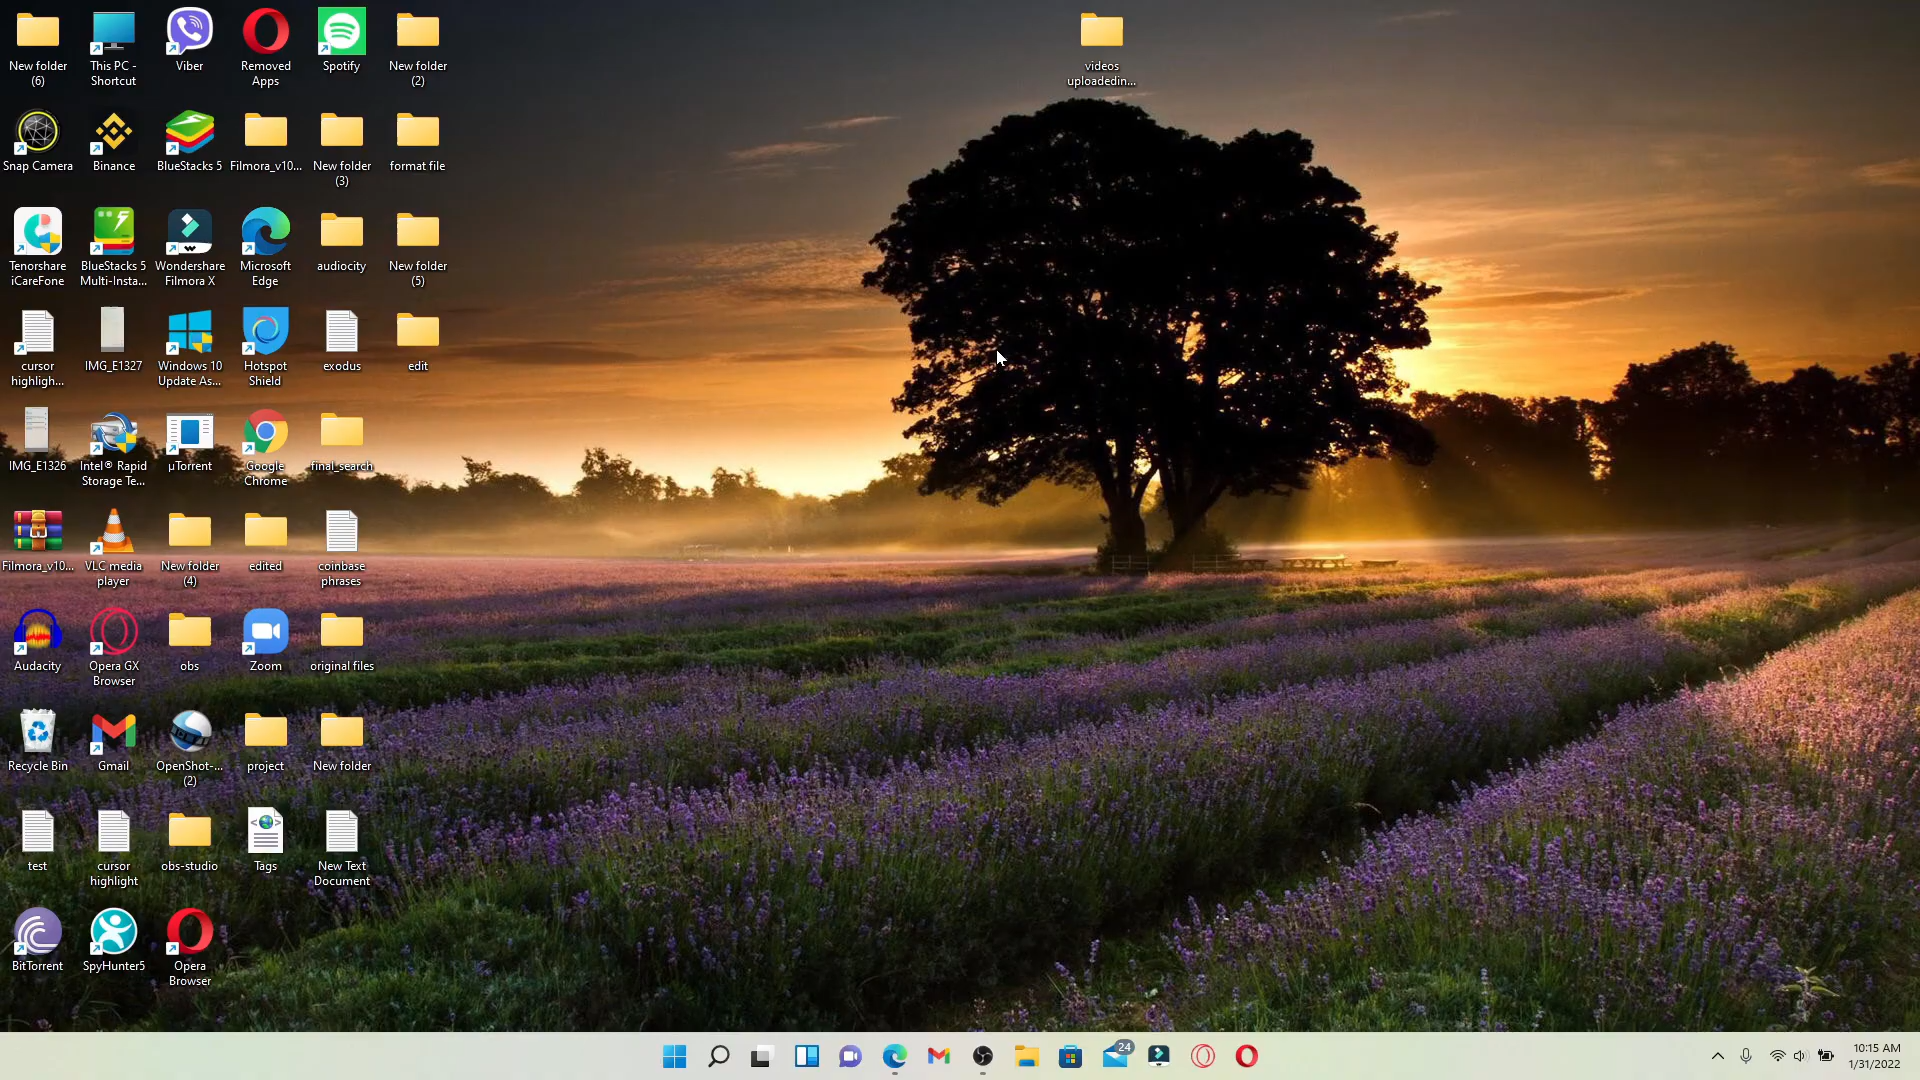 New folder
(6)
This PC -
Shortcut
Viber
Removed
Apps
Spotify
New folder
(2)
videos
uploadedin...
Snap Camera
Binance
BlueStacks 5
Filmora_v10...
New folder
(3)
format file
Tenorshare
iCareFone
BlueStacks 5
Multi-Insta...
Wondershare
Filmora X
Microsoft
Edge
audiocity
New folder
(5)
cursor
highligh...
IMG_E1327
Windows 10
Update As...
Hotspot
Shield
exodus
edit
IMG_E1326
Intel® Rapid
Storage Te...
µTorrent
Google
Chrome
final_search
Filmora_v10...
VLC media
player
New folder
(4)
edited
coinbase
phrases
Audacity
Opera GX
Browser
obs
Zoom
original files
Recycle Bin
Gmail
OpenShot-...
(2)
project
New folder
test
cursor
highlight
obs-studio
Tags
New Text
Document
BitTorrent
SpyHunter5
Opera
Browser
24
10:15 AM
1/31/2022